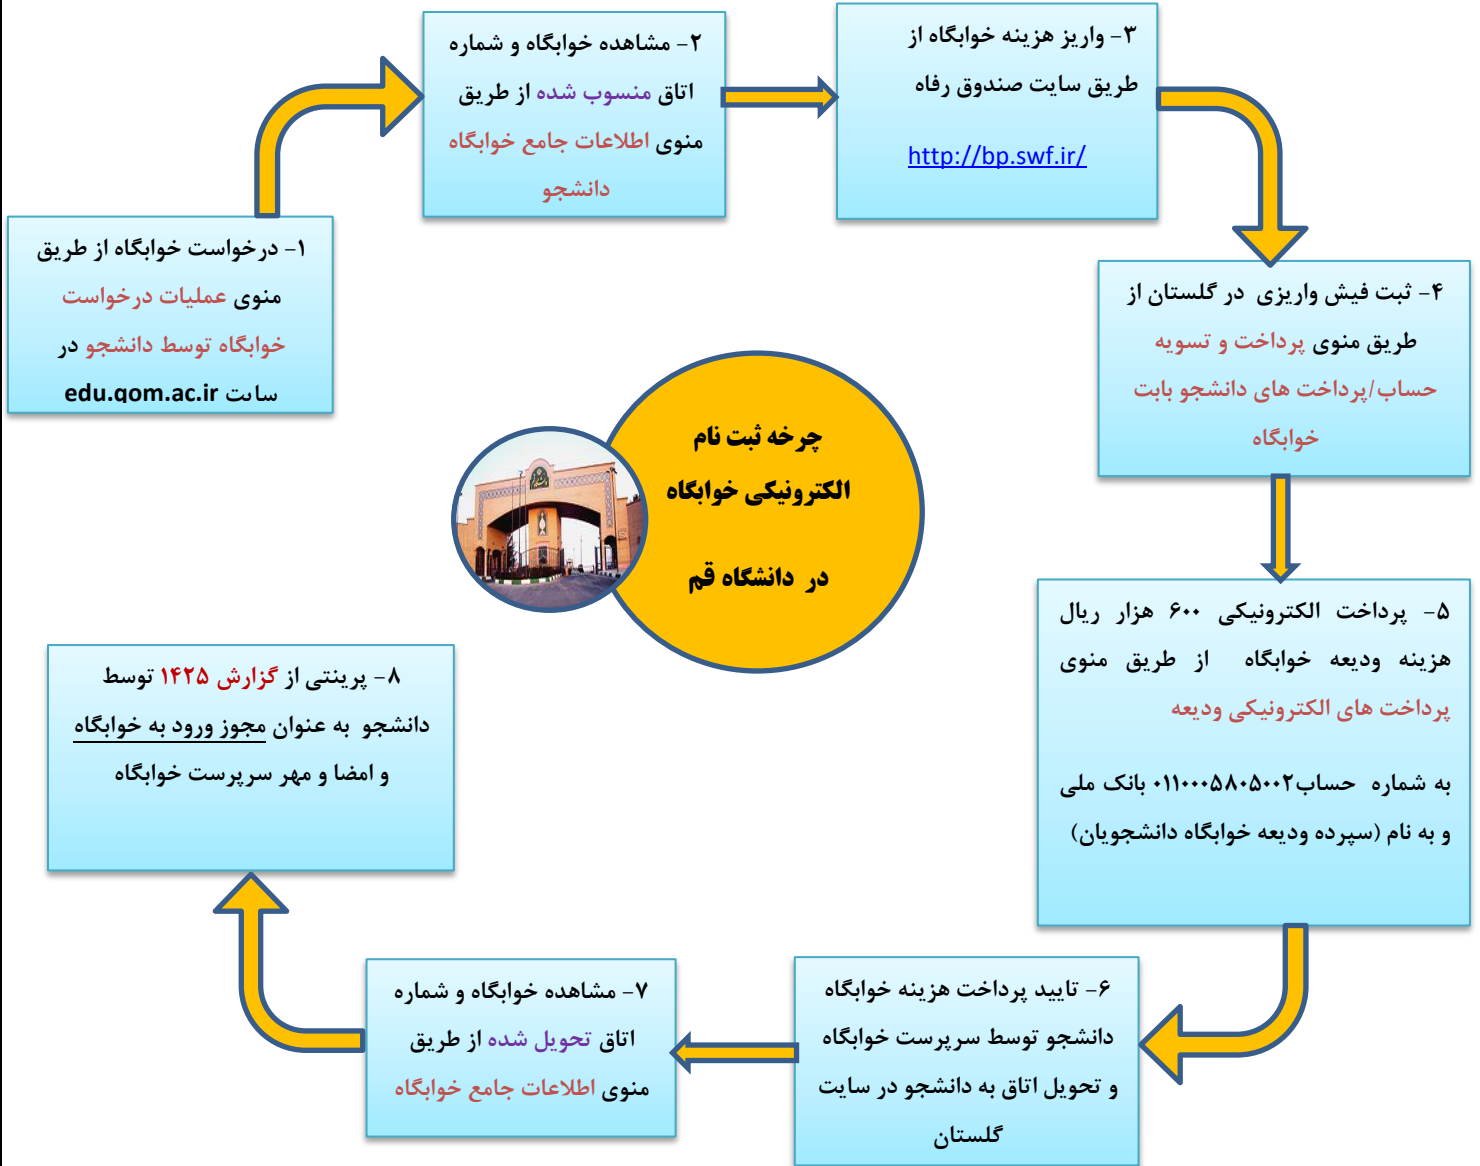 ۱- درخواست خوابگاه از طریق
منوی عملیات درخواست
خوابگاه توسط دانشجو در
سایت edu.qom.ac.ir
۲- مشاهده خوابگاه و شماره
اتاق منسوب شده از طریق
منوی اطلاعات جامع خوابگاه
دانشجو
۳- واریز هزینه خوابگاه از
طریق سایت صندوق رفاه
http://bp.swf.ir/
۴- ثبت فیش واریزی در گلستان از
طریق منوی پرداخت و تسویه
حساب/پرداخت های دانشجو بابت
خوابگاه
۵- پرداخت الکترونیکی ۶۰۰ هزار ریال
هزینه ودیعه خوابگاه از طریق منوی
پرداخت های الکترونیکی ودیعه
به شماره حساب۰۱۱۰۰۰۵۸۰۵۰۰۲ بانک ملی
و به نام (سپرده ودیعه خوابگاه دانشجویان)
۶- تایید پرداخت هزینه خوابگاه
دانشجو توسط سرپرست خوابگاه
و تحویل اتاق به دانشجو در سایت
گلستان
۷- مشاهده خوابگاه و شماره
اتاق تحویل شده از طریق
منوی اطلاعات جامع خوابگاه
۸- پرینتی از گزارش ۱۴۲۵ توسط
دانشجو به عنوان مجوز ورود به خوابگاه
و امضا و مهر سرپرست خوابگاه
چرخه ثبت نام
الکترونیکی خوابگاه
در دانشگاه قم